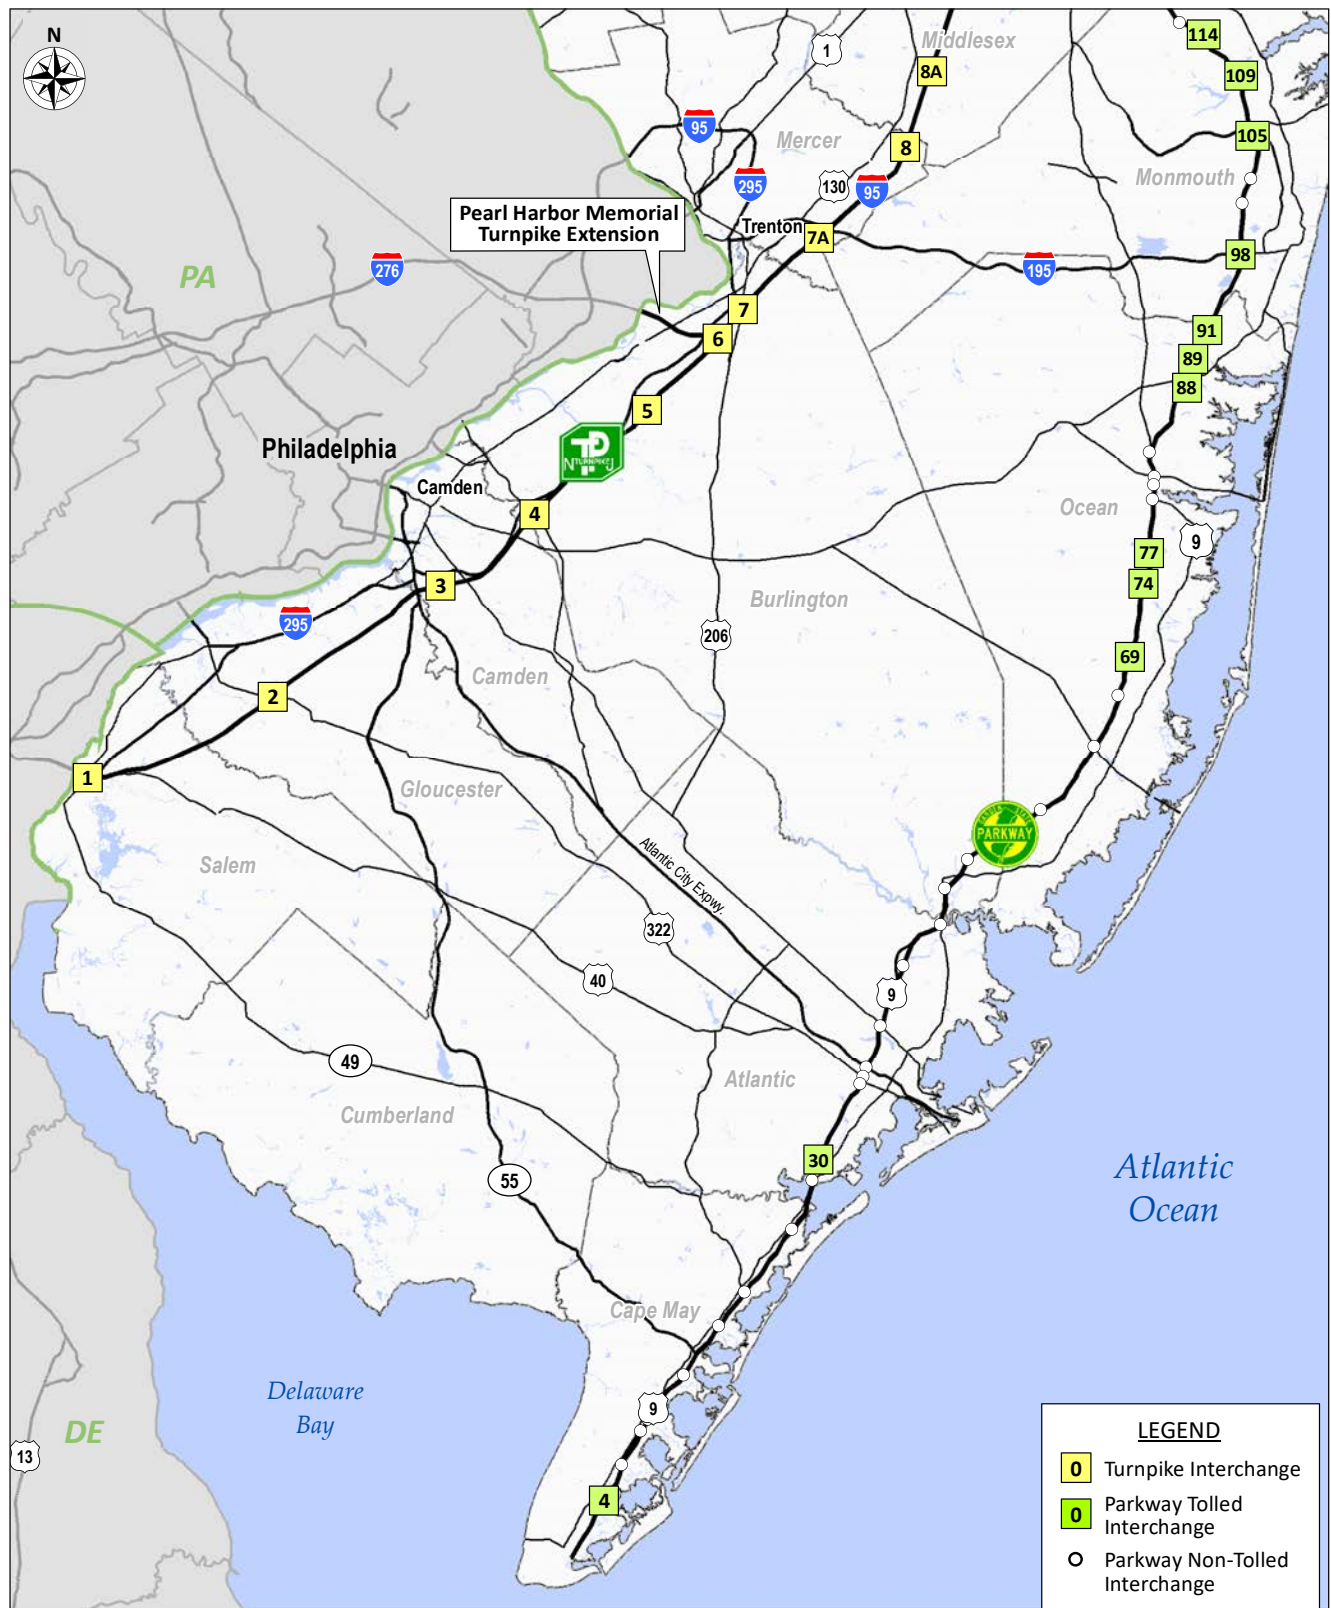 N
1
Middlesex
8A
114
109
105
95
Mercer
8
295
130
95
Monmouth
Pearl Harbor Memorial
Turnpike Extension
Trenton
7A
98
PA
276
195
7
6
91
89
88
5
TP
N TURNPIKE J
Philadelphia
Camden
4
Ocean
9
77
74
3
Burlington
295
206
69
Camden
2
1
Gloucester
GARDEN STATE
PARKWAY
Salem
Atlantic City Expwy.
322
40
9
49
Atlantic
Cumberland
30
55
Atlantic
Ocean
Cape May
Delaware
Bay
9
DE
13
4
LEGEND
0 Turnpike Interchange
0 Parkway Tolled
Interchange
Parkway Non-Tolled
Interchange